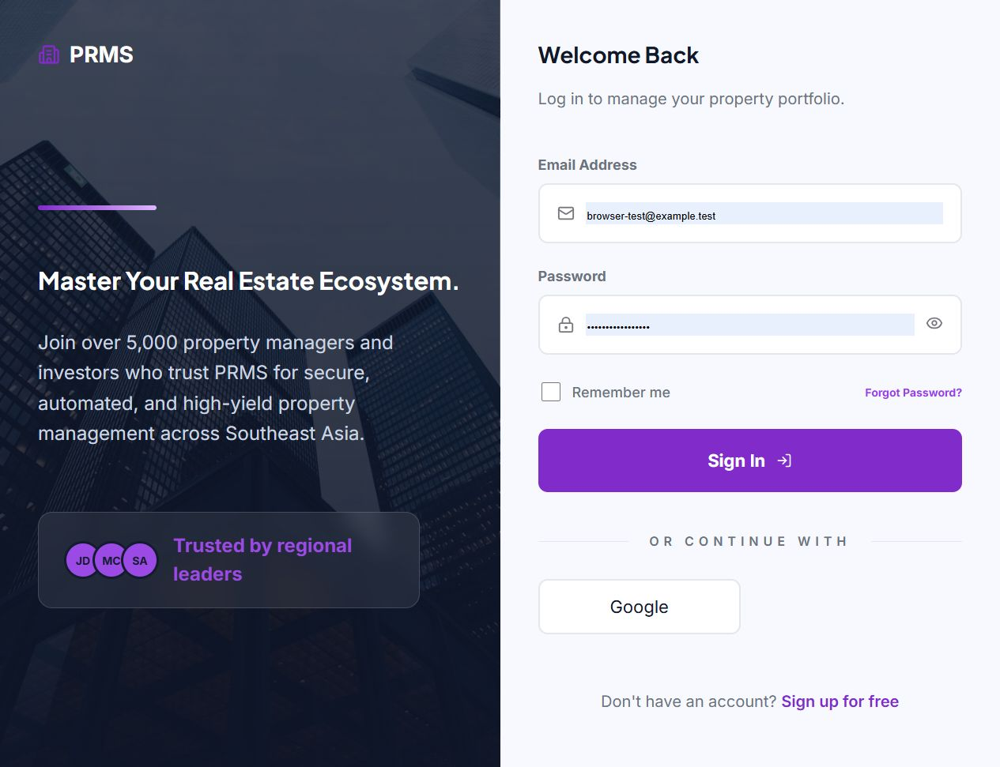 PRMS
Master Your Real Estate Ecosystem.
Join over 5,000 property managers and
investors who trust PRMS for secure,
automated, and high-yield property
management across Southeast Asia.
JD MC SA
Trusted by regional
leaders
Welcome Back
Log in to manage your property portfolio.
Email Address
browser-test@example.test
Password
•••••••••••••••••
Remember me
Forgot Password?
Sign In
OR CONTINUE WITH
Google
Don't have an account? Sign up for free